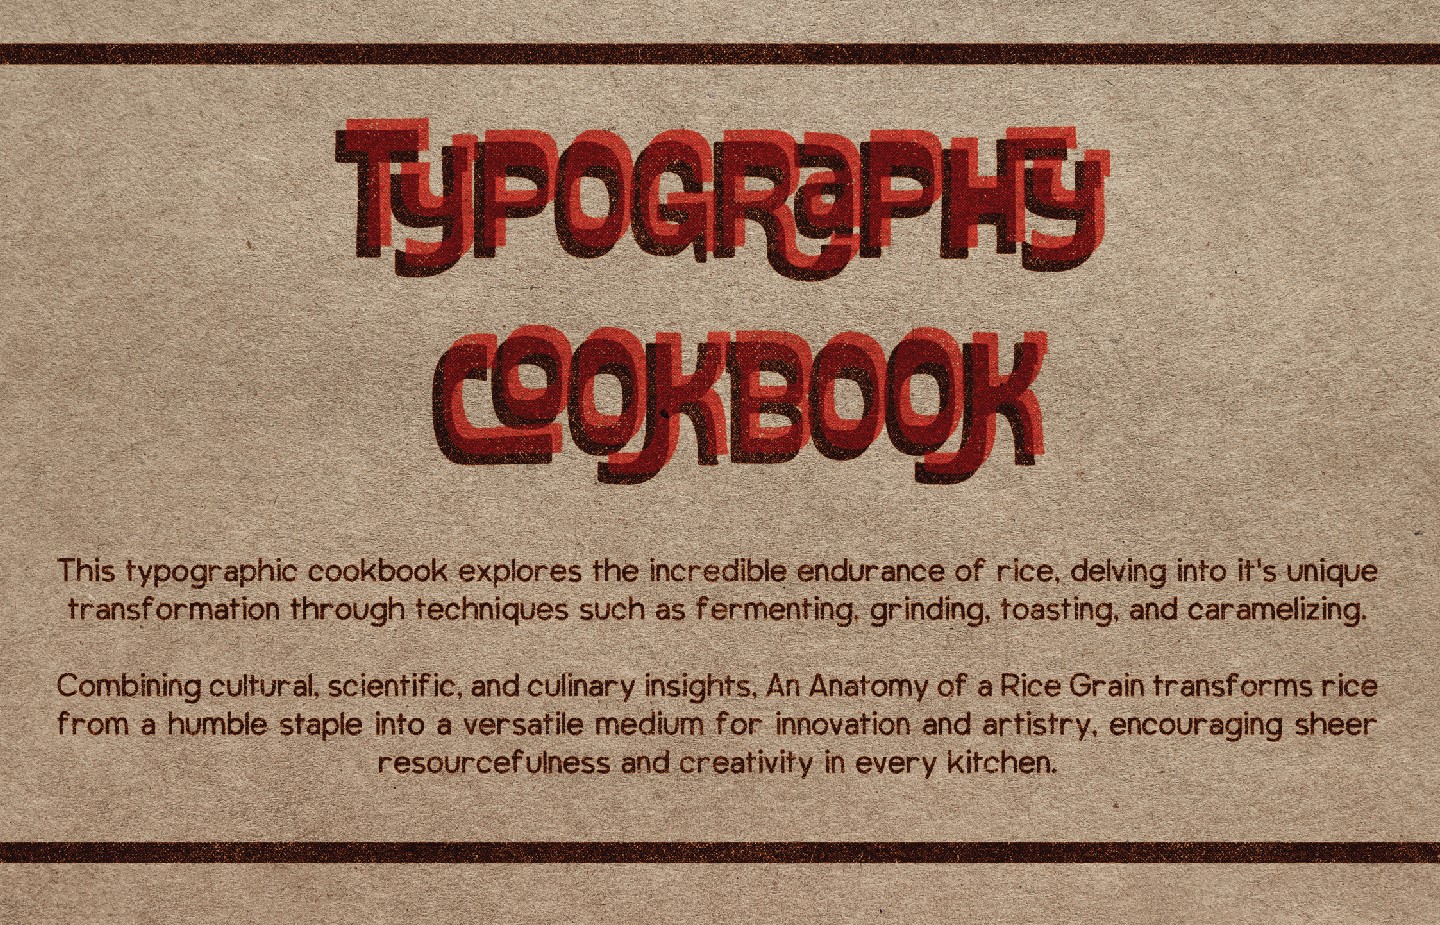 TyPOGRaPHy
COOKBOOK
This typographic cookbook explores the incredible endurance of rice, delving into it's unique
transformation through techniques such as fermenting, grinding, toasting, and caramelizing.
Combining cultural, scientific, and culinary insights, An Anatomy of a Rice Grain transforms rice
from a humble staple into a versatile medium for innovation and artistry, encouraging sheer
resourcefulness and creativity in every kitchen.